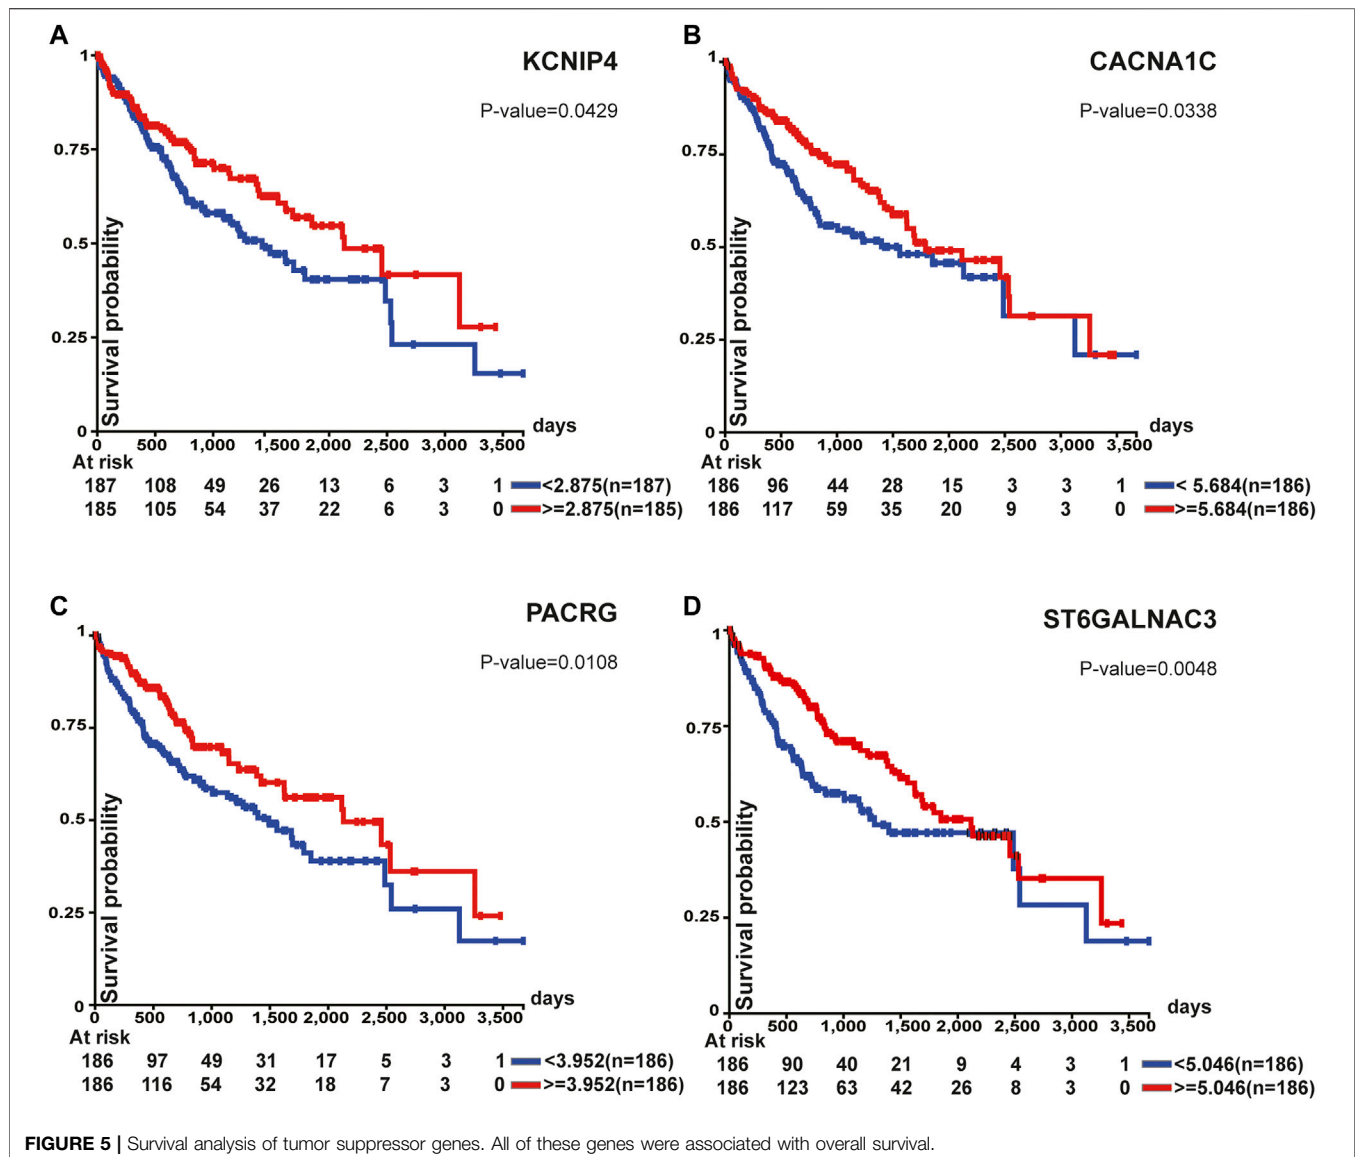 A
KCNIP4
P-value=0.0429
1
0.75
0.5
0.25
0
Survival probability
0 500 1,000 1,500 2,000 2,500 3,000 3,500 days
At risk
187 108 49 26 13 6 3 1 <2.875(n=187)
185 105 54 37 22 6 3 0 >=2.875(n=185)
B
CACNA1C
P-value=0.0338
1
0.75
0.5
0.25
0
Survival probability
0 500 1,000 1,500 2,000 2,500 3,000 3,500 days
At risk
186 96 44 28 15 3 3 1 < 5.684(n=186)
186 117 59 35 20 9 3 0 >=5.684(n=186)
C
PACRG
P-value=0.0108
1
0.75
0.5
0.25
0
Survival probability
0 500 1,000 1,500 2,000 2,500 3,000 3,500 days
At risk
186 97 49 31 17 5 3 1 <3.952(n=186)
186 116 54 32 18 7 3 0 >=3.952(n=186)
D
ST6GALNAC3
P-value=0.0048
1
0.75
0.5
0.25
0
Survival probability
0 500 1,000 1,500 2,000 2,500 3,000 3,500 days
At risk
186 90 40 21 9 4 3 1 <5.046(n=186)
186 123 63 42 26 8 3 0 >=5.046(n=186)
FIGURE 5 | Survival analysis of tumor suppressor genes. All of these genes were associated with overall survival.